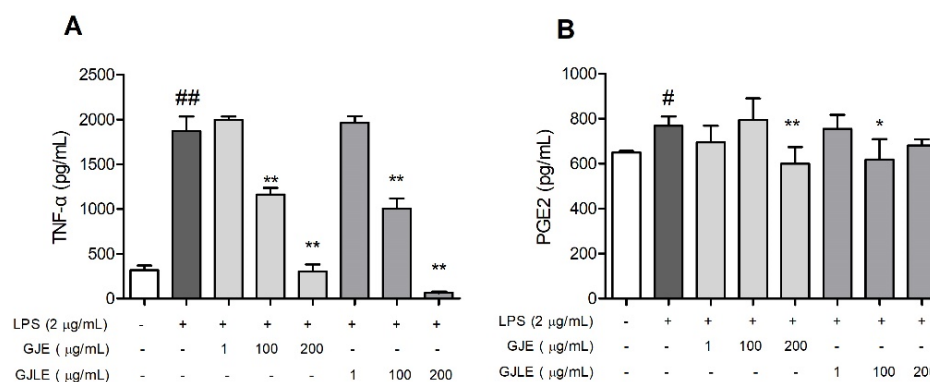 A
TNF-α (pg/mL)
2500
2000
1500
1000
500
0
##
**
**
**
**
LPS (2 μg/mL) - + + + + + + +
GJE ( μg/mL) - - 1 100 200 - - -
GJLE ( μg/mL) - - - - - 1 100 200
B
PGE2 (pg/mL)
1000
800
600
400
200
0
#
**
*
LPS (2 μg/mL) - + + + + + + +
GJE ( μg/mL) - - 1 100 200 - - -
GJLE ( μg/mL) - - - - - 1 100 20